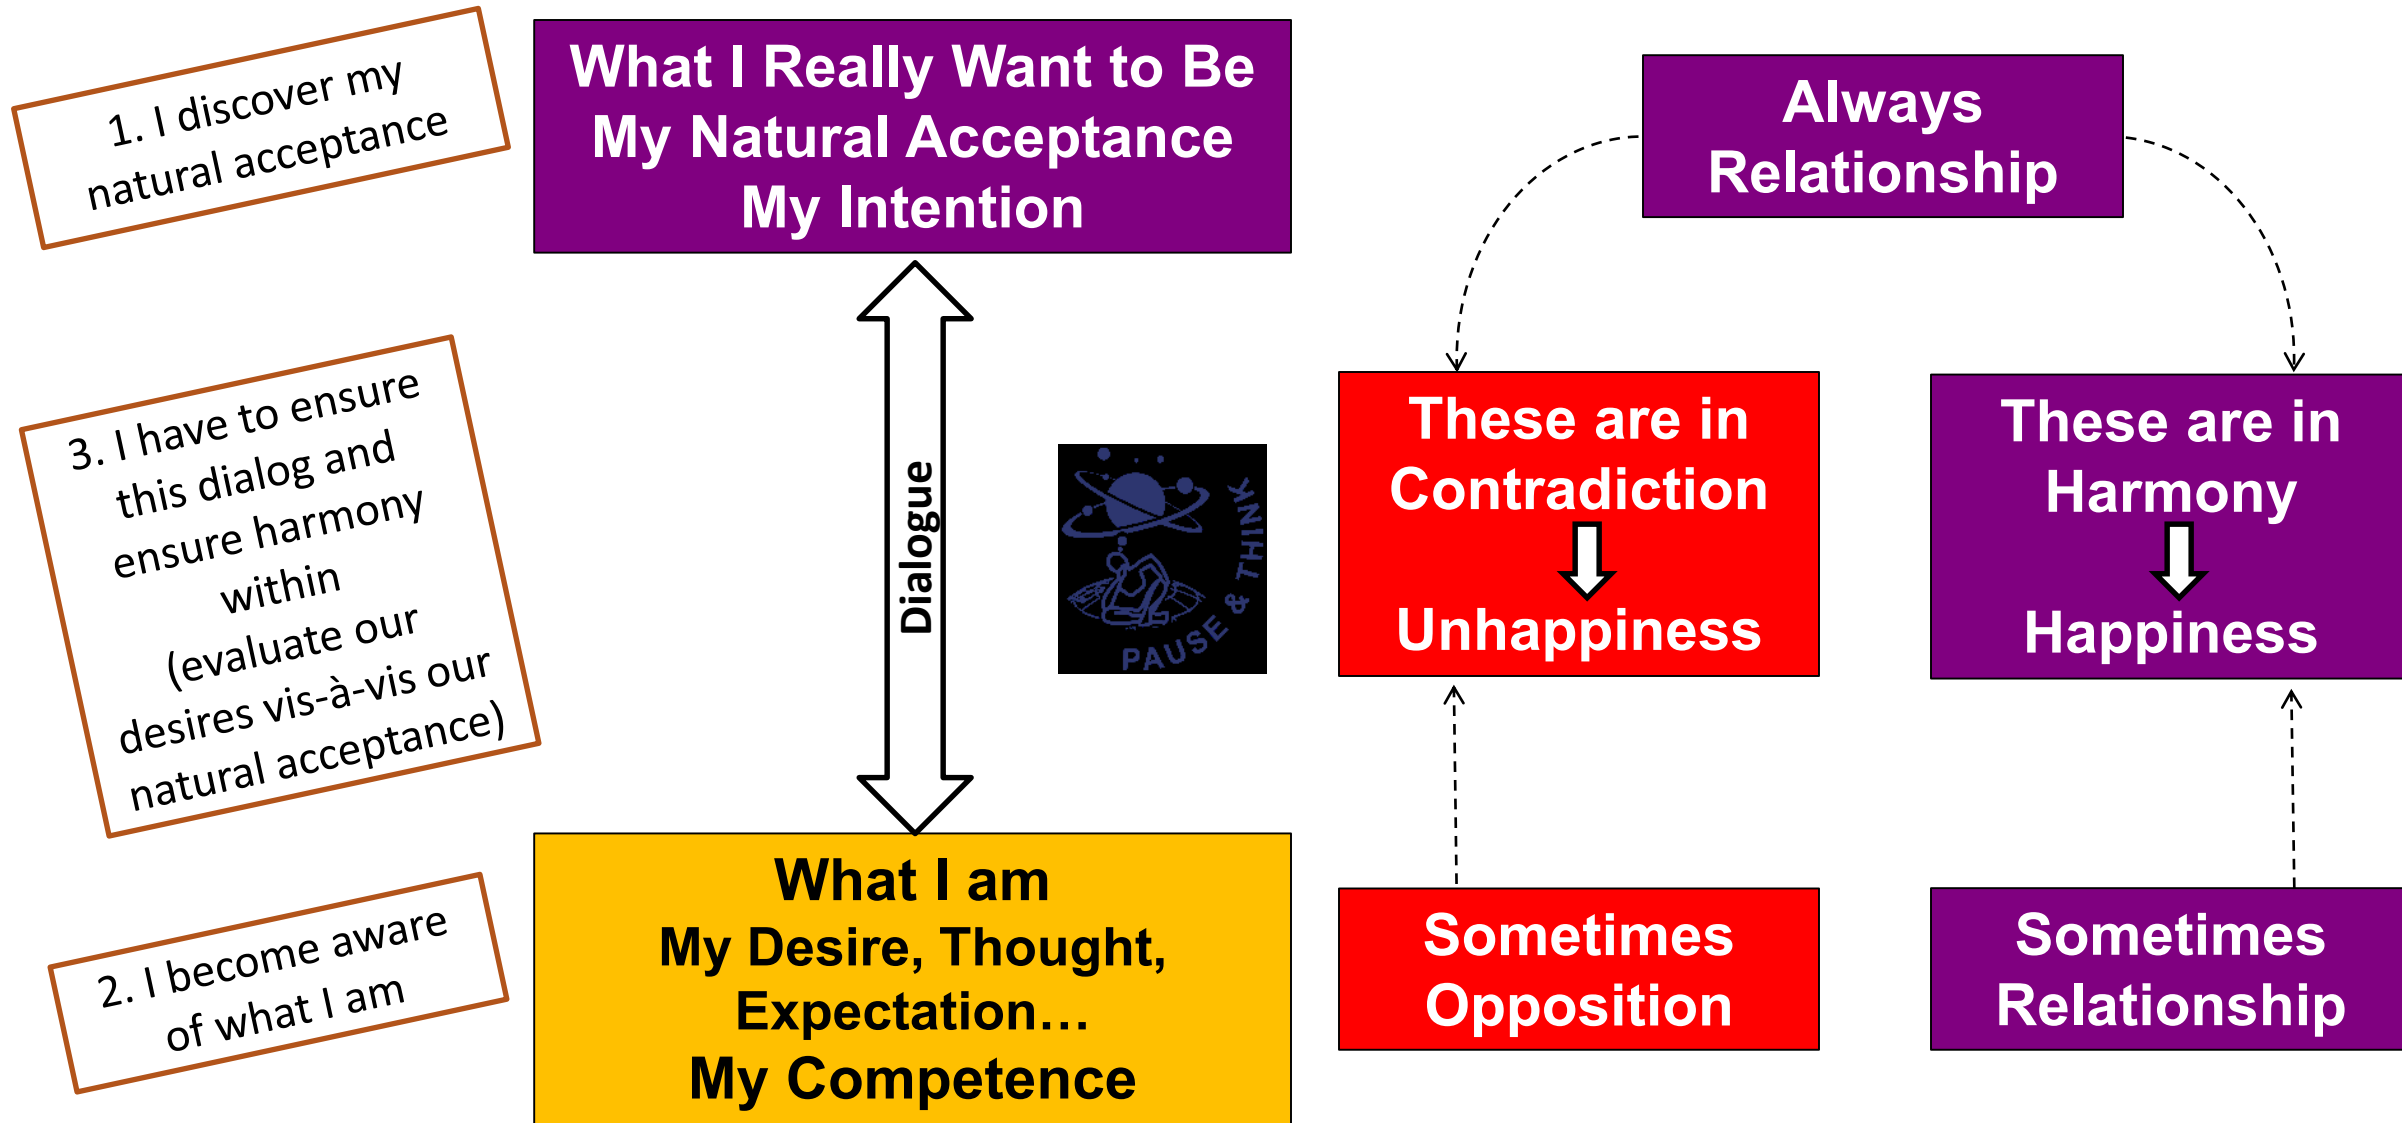 1. I discover my
natural acceptance
What I Really Want to Be
My Natural Acceptance
My Intention
Always
Relationship
3. I have to ensure
this dialog and
ensure harmony
within
(evaluate our
desires vis-à-vis our
natural acceptance)
Dialogue
PAUSE & THINK
These are in
Contradiction
Unhappiness
These are in
Harmony
Happiness
2. I become aware
of what I am
What I am
My Desire, Thought,
Expectation…
My Competence
Sometimes
Opposition
Sometimes
Relationship